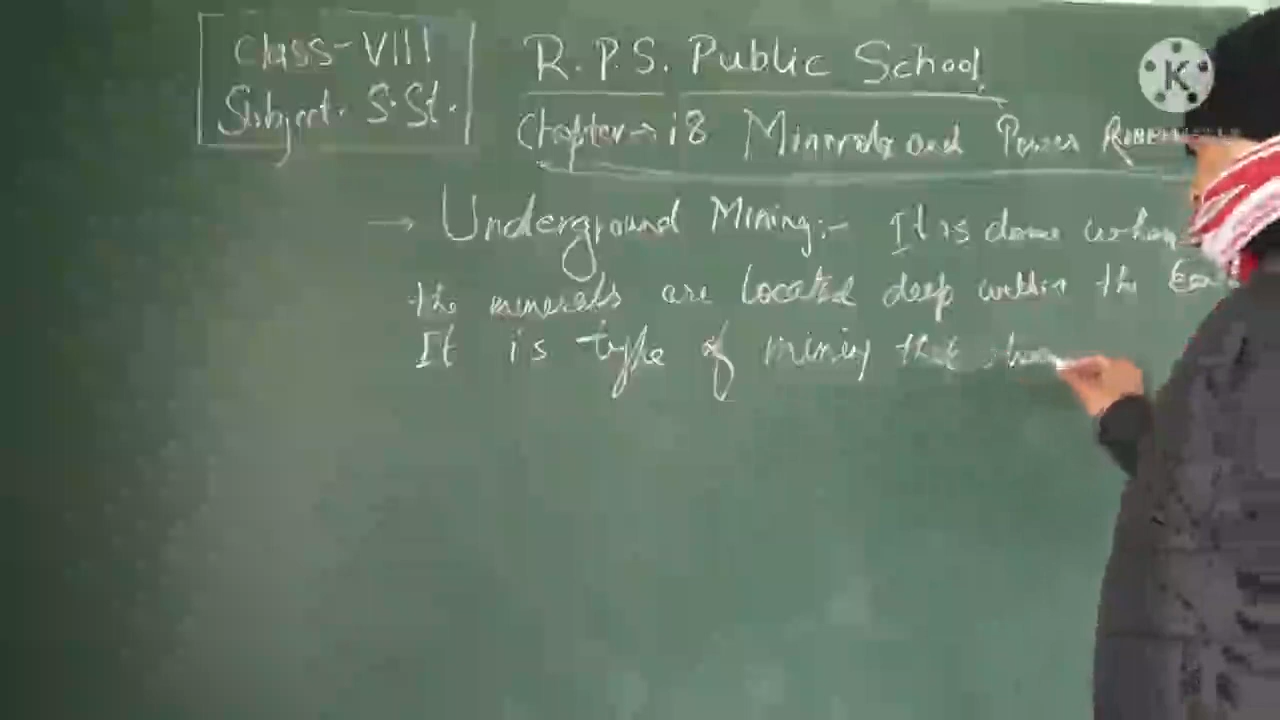 Class-VIII
Subject- S.St.
R.P.S. Public School
Chapter→18 Minerals and Power
→ Underground Mining:- It is done when
the minerals are located deep within the
It is type of mining that
K